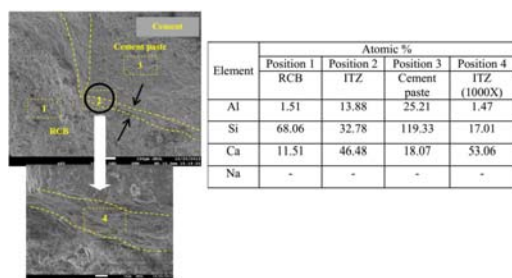 Cement
Cement paste
3
2
1
RCB
4
Element
Atomic %
Position 1
RCB
Position 2
ITZ
Position 3
Cement
paste
Position 4
ITZ
(1000X)
Al 1.51 13.88 25.21 1.47
Si 68.06 32.78 119.33 17.01
Ca 11.51 46.48 18.07 53.06
Na - - - -